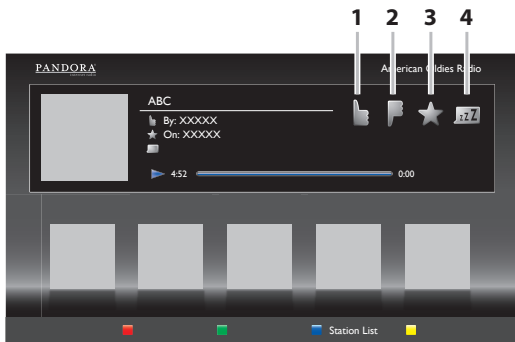 1 2 3 4
PANDORA American Oldies Radio
ABC
By: XXXXX
On: XXXXX
zzZ
4:52 0:00
Station List